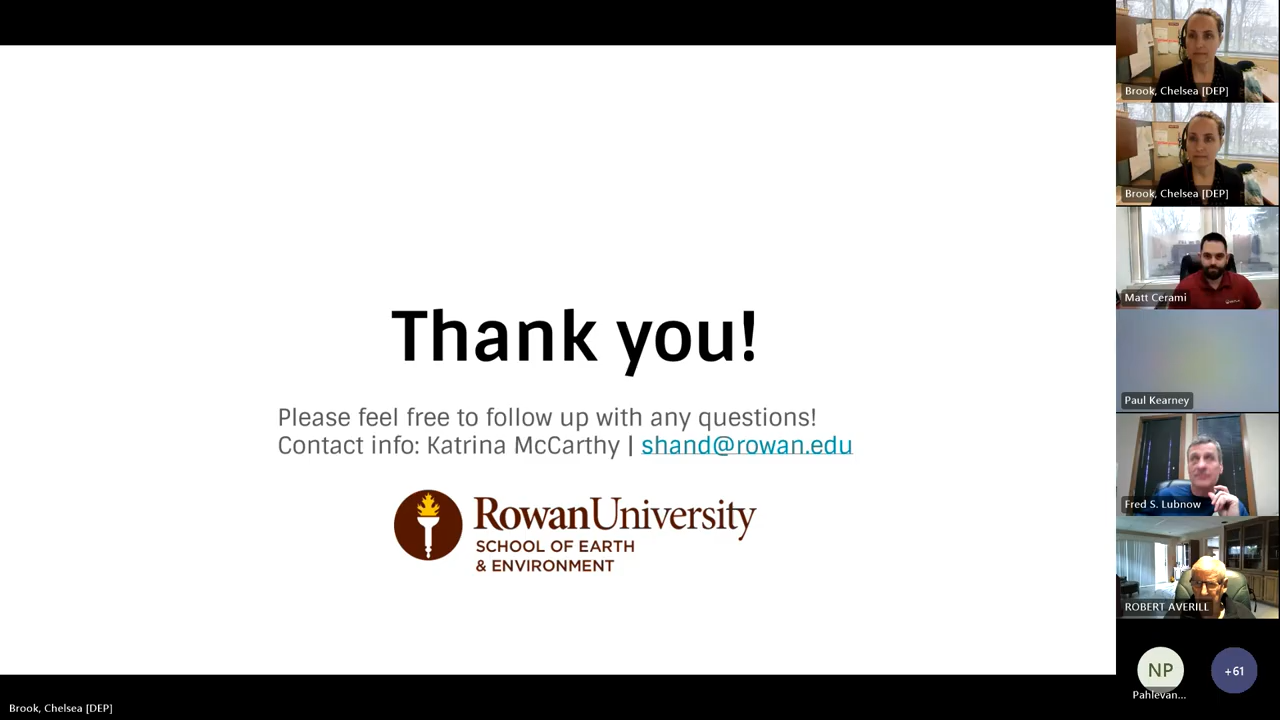 Thank you!
Please feel free to follow up with any questions!
Contact info: Katrina McCarthy | shand@rowan.edu
RowanUniversity
SCHOOL OF EARTH
& ENVIRONMENT
Brook, Chelsea [DEP]
Brook, Chelsea [DEP]
Brook, Chelsea [DEP]
Matt Cerami
Paul Kearney
Fred S. Lubnow
ROBERT AVERILL
NP
Pahlevan...
+61